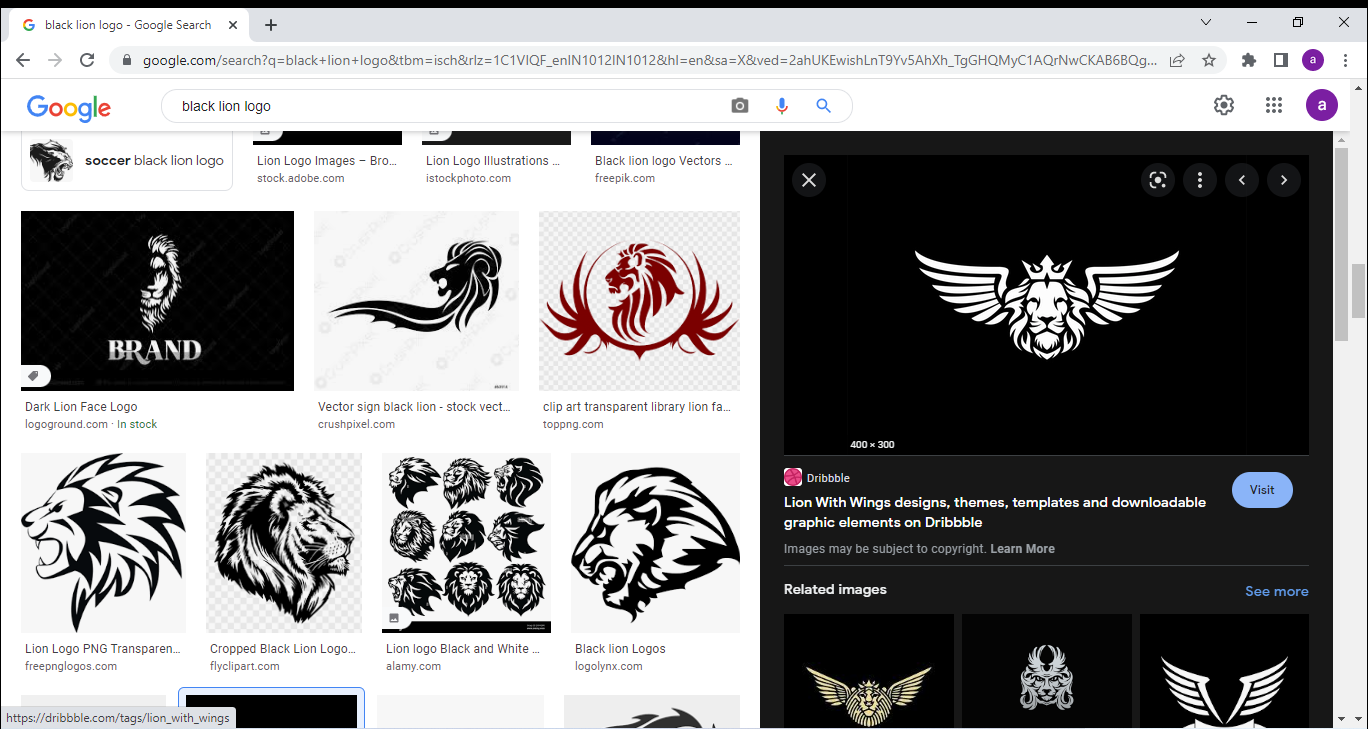 black lion logo - Google Search
google.com/search?q=black+lion+logo&tbm=isch&rlz=1C1VIQF_enIN1012IN1012&hl=en&sa=X&ved=2ahUKEwishLnT9Yv5AhXh_TgGHQMyC1AQrNwCKAB6BQg...
a
Google
black lion logo
a
soccer black lion logo
Lion Logo Images – Bro...
stock.adobe.com
Lion Logo Illustrations ...
istockphoto.com
Black lion logo Vectors ...
freepik.com
BRAND
Dark Lion Face Logo
logoground.com · In stock
Vector sign black lion - stock vect...
crushpixel.com
clip art transparent library lion fa...
toppng.com
Lion Logo PNG Transparen...
freepnglogos.com
Cropped Black Lion Logo...
flyclipart.com
Lion logo Black and White ...
alamy.com
Black lion Logos
logolynx.com
https://dribbble.com/tags/lion_with_wings
400 × 300
Dribbble
Lion With Wings designs, themes, templates and downloadable
graphic elements on Dribbble
Visit
Images may be subject to copyright. Learn More
Related images
See more